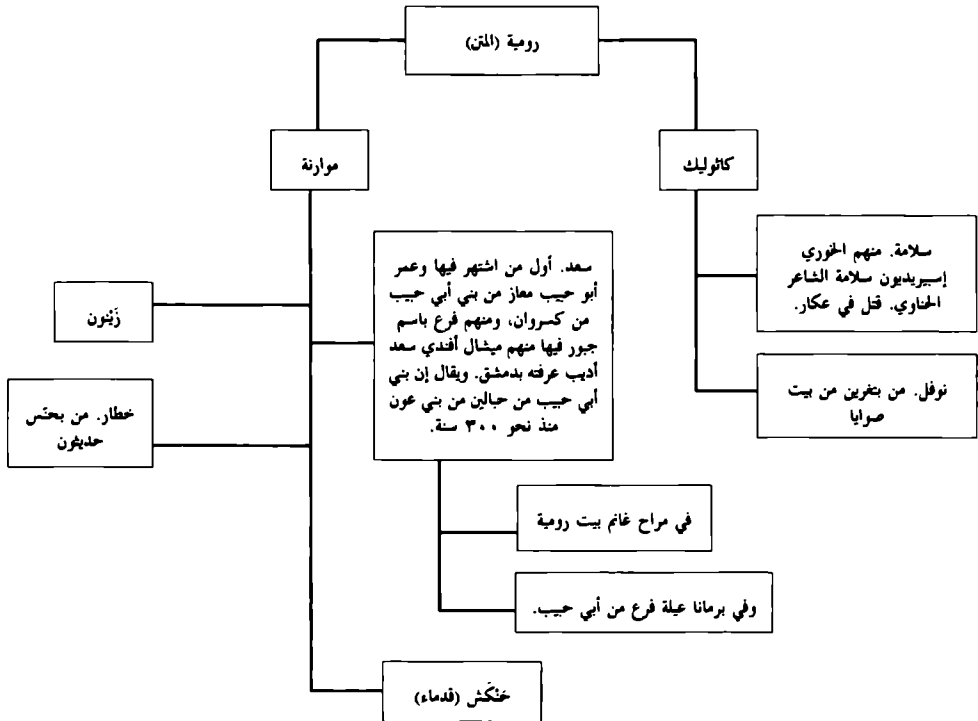 رومية (المتن)
كاثوليك
موارنة
سلامة. منهم الخوري
إسبيريديون سلامة الشاعر
الحناوي. قتل في عكار.
نوفل. من بتغرين من بيت
صوايا
سعد. أول من اشتهر فيها وعمر
أبو حبيب معاز من بني أبي حبيب
من كسروان، ومنهم فرع باسم
جبور فيها منهم ميشال أفندي سعد
أديب عرفته بدمشق. ويقال إن بني
أبي حبيب من حبالين من بني عون
منذ نحو ٣٠٠ سنة.
في مراح غانم بيت رومية
وفي برمانا عيلة فرع من أبي حبيب.
زَيْنون
خطار. من بحنّس
حديثون
حَنْكَش (قدماء)